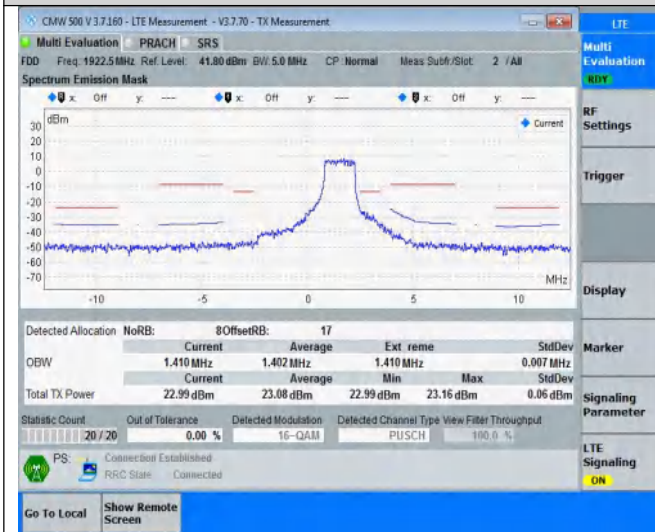 CMW 500 V 3.7.160 - LTE Measurement - V3.7.70 - TX Measurement
LTE
Multi Evaluation PRACH SRS
Multi Evaluation
RDY
FDD Freq: 1922.5 MHz Ref. Level: 41.80 dBm BW: 5.0 MHz CP: Normal Meas Subfr./Slot: 2 /All
Spectrum Emission Mask
x: Off y: --- x: Off y: --- x: Off y: ---
dBm
Current
30
20
10
0
-10
-20
-30
-40
-50
-60
-70
MHz
-10 -5 0 5 10
RF Settings
Trigger
Display
Marker
Signaling Parameter
LTE Signaling
ON
Detected Allocation NoRB: 8 OffsetRB: 17
Current Average Ext reme StdDev
OBW 1.410 MHz 1.402 MHz 1.410 MHz 0.007 MHz
Current Average Min Max StdDev
Total TX Power 22.99 dBm 23.08 dBm 22.99 dBm 23.16 dBm 0.06 dBm
Statistic Count Out of Tolerance Detected Modulation Detected Channel Type View Filter Throughput
20 / 20 0.00 % 16-QAM PUSCH 100.0 %
PS: Connection Established
RRC State Connected
Go To Local
Show Remote Screen